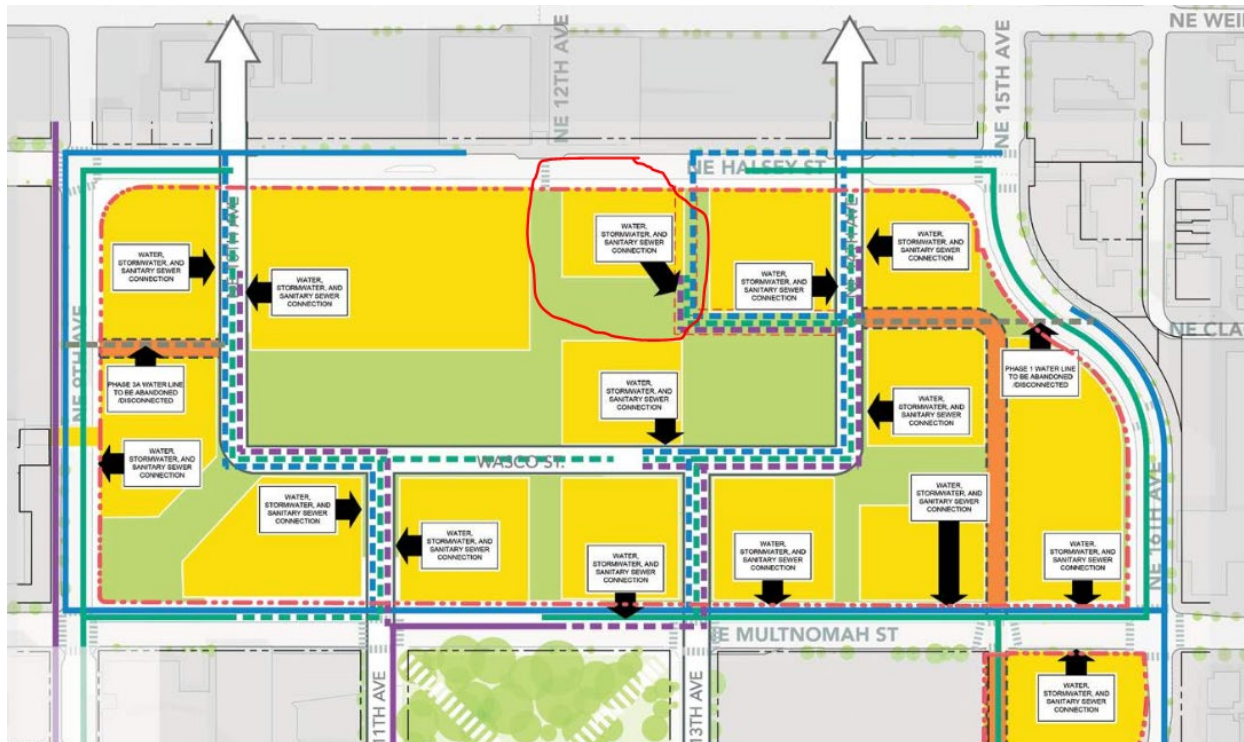 NE WEI
NE 12TH AVE
NE 15TH AVE
NE HALSEY ST
WATER,
STORMWATER, AND
SANITARY SEWER
CONNECTION
WATER,
STORMWATER, AND
SANITARY SEWER
CONNECTION
WATER,
STORMWATER, AND
SANITARY SEWER
CONNECTION
WATER,
STORMWATER, AND
SANITARY SEWER
CONNECTION
WATER,
STORMWATER, AND
SANITARY SEWER
CONNECTION
NE 9TH AVE
NE CLA
PHASE 3A WATER LINE
TO BE ABANDONED
/DISCONNECTED
PHASE 1 WATER LINE
TO BE ABANDONED
/DISCONNECTED
WATER,
STORMWATER, AND
SANITARY SEWER
CONNECTION
WATER,
STORMWATER, AND
SANITARY SEWER
CONNECTION
WATER,
STORMWATER, AND
SANITARY SEWER
CONNECTION
WASCO ST.
WATER,
STORMWATER, AND
SANITARY SEWER
CONNECTION
WATER,
STORMWATER, AND
SANITARY SEWER
CONNECTION
NE 16TH AVE
WATER,
STORMWATER, AND
SANITARY SEWER
CONNECTION
WATER,
STORMWATER, AND
SANITARY SEWER
CONNECTION
WATER,
STORMWATER, AND
SANITARY SEWER
CONNECTION
WATER,
STORMWATER, AND
SANITARY SEWER
CONNECTION
NE MULTNOMAH ST
11TH AVE
13TH AVE
WATER,
STORMWATER, AND
SANITARY SEWER
CONNECTION